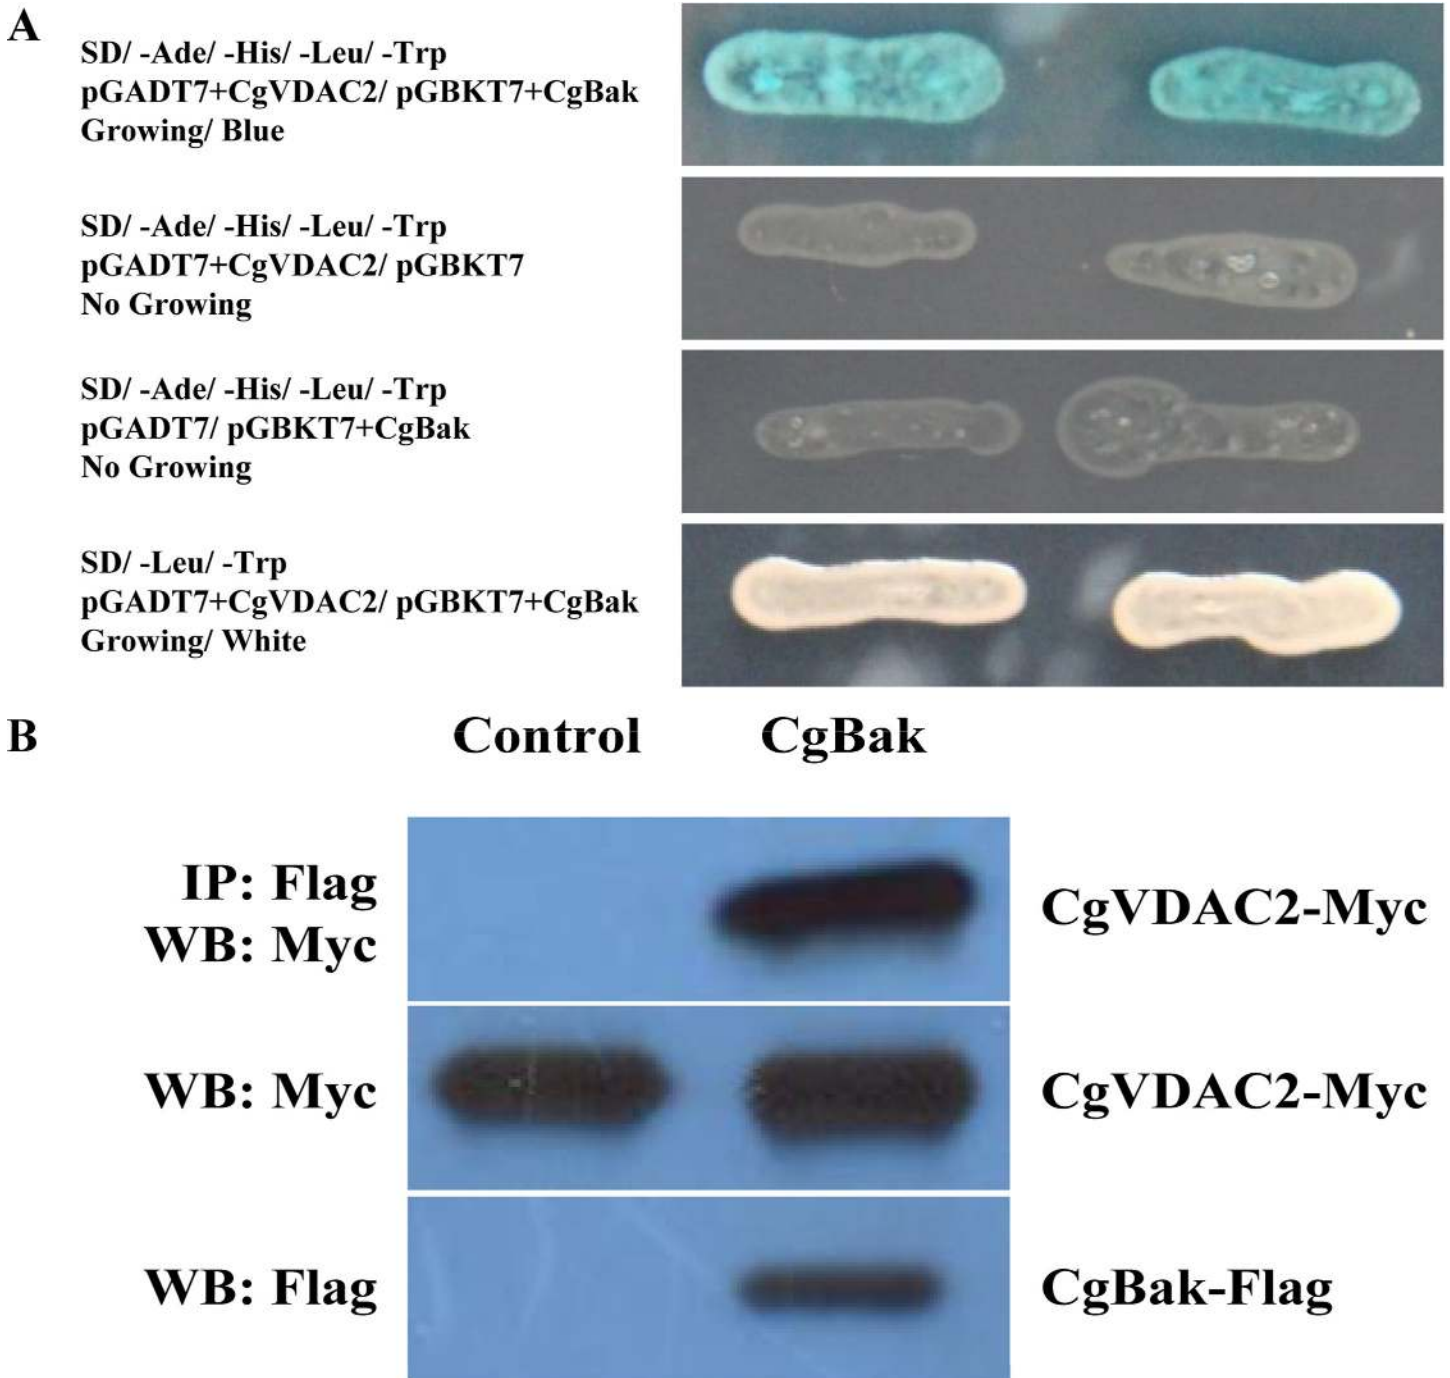 A
SD/ -Ade/ -His/ -Leu/ -Trp
pGADT7+CgVDAC2/ pGBKT7+CgBak
Growing/ Blue
SD/ -Ade/ -His/ -Leu/ -Trp
pGADT7+CgVDAC2/ pGBKT7
No Growing
SD/ -Ade/ -His/ -Leu/ -Trp
pGADT7/ pGBKT7+CgBak
No Growing
SD/ -Leu/ -Trp
pGADT7+CgVDAC2/ pGBKT7+CgBak
Growing/ White
B
Control CgBak
IP: Flag
WB: Myc
CgVDAC2-Myc
WB: Myc
CgVDAC2-Myc
WB: Flag
CgBak-Flag